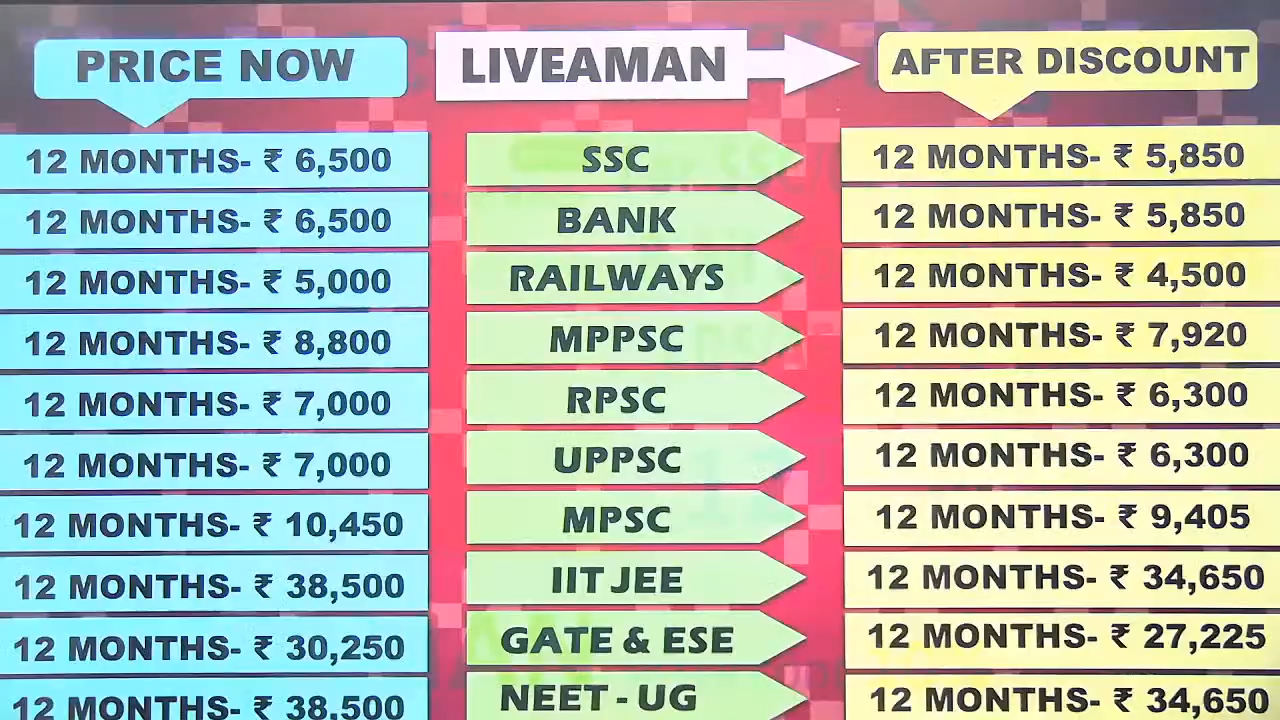 PRICE NOW LIVEAMAN AFTER DISCOUNT
12 MONTHS- ₹ 6,500 SSC 12 MONTHS- ₹ 5,850
12 MONTHS- ₹ 6,500 BANK 12 MONTHS- ₹ 5,850
12 MONTHS- ₹ 5,000 RAILWAYS 12 MONTHS- ₹ 4,500
12 MONTHS- ₹ 8,800 MPPSC 12 MONTHS- ₹ 7,920
12 MONTHS- ₹ 7,000 RPSC 12 MONTHS- ₹ 6,300
12 MONTHS- ₹ 7,000 UPPSC 12 MONTHS- ₹ 6,300
12 MONTHS- ₹ 10,450 MPSC 12 MONTHS- ₹ 9,405
12 MONTHS- ₹ 38,500 IIT JEE 12 MONTHS- ₹ 34,650
12 MONTHS- ₹ 30,250 GATE & ESE 12 MONTHS- ₹ 27,225
12 MONTHS- ₹ 38,500 NEET - UG 12 MONTHS- ₹ 34,650